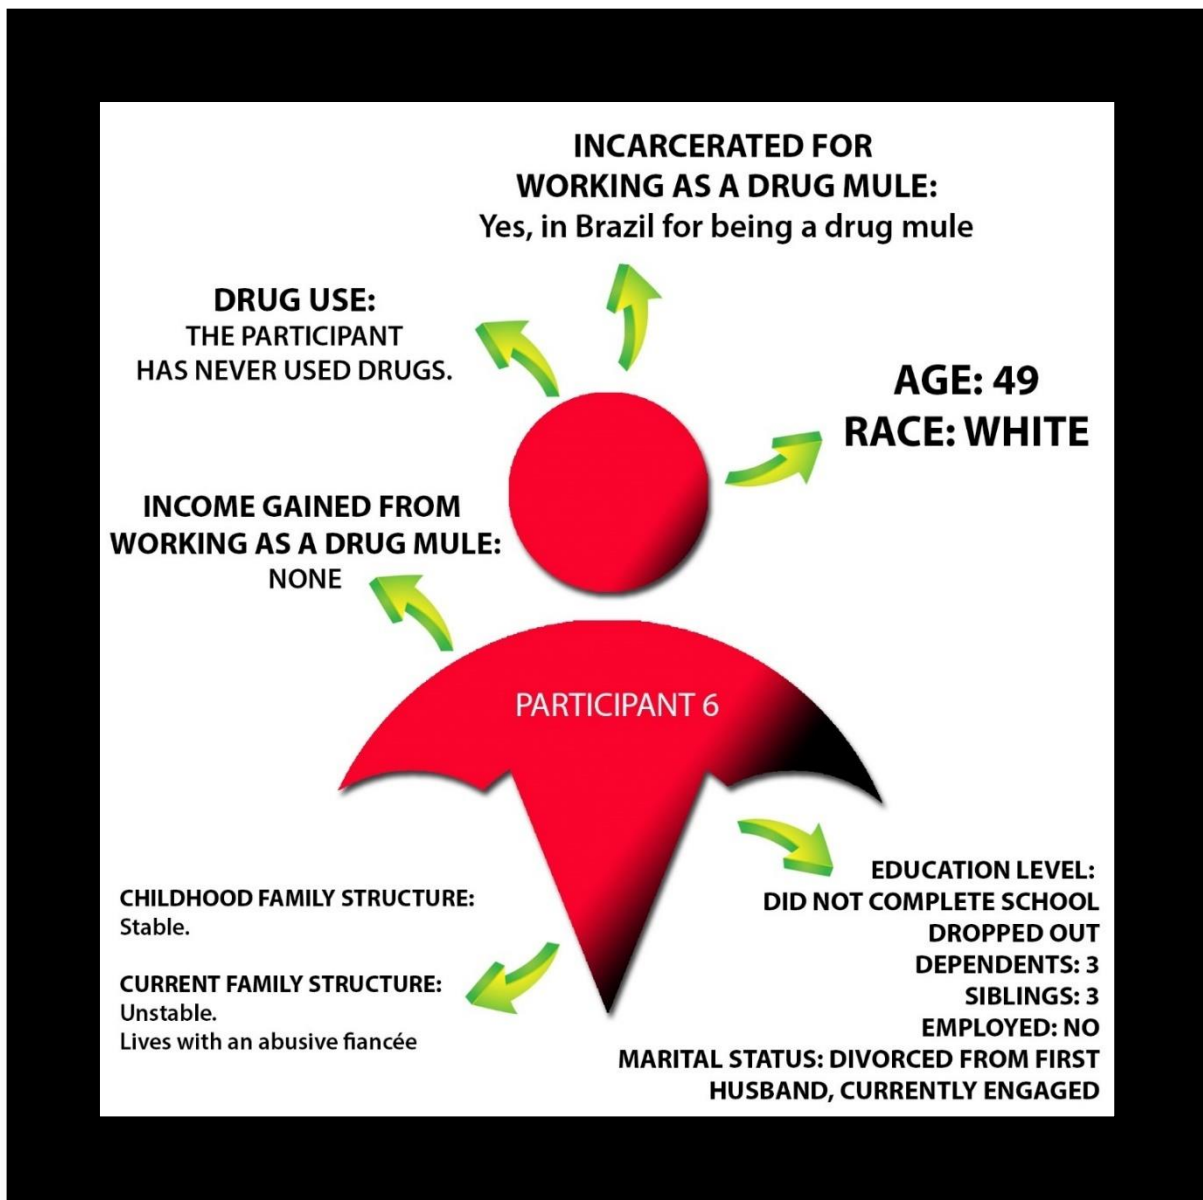 INCARCERATED FOR
WORKING AS A DRUG MULE:
Yes, in Brazil for being a drug mule
DRUG USE:
THE PARTICIPANT
HAS NEVER USED DRUGS.
AGE: 49
RACE: WHITE
INCOME GAINED FROM
WORKING AS A DRUG MULE:
NONE
PARTICIPANT 6
CHILDHOOD FAMILY STRUCTURE:
Stable.
CURRENT FAMILY STRUCTURE:
Unstable.
Lives with an abusive fiancée
EDUCATION LEVEL:
DID NOT COMPLETE SCHOOL
DROPPED OUT
DEPENDENTS: 3
SIBLINGS: 3
EMPLOYED: NO
MARITAL STATUS: DIVORCED FROM FIRST
HUSBAND, CURRENTLY ENGAGED